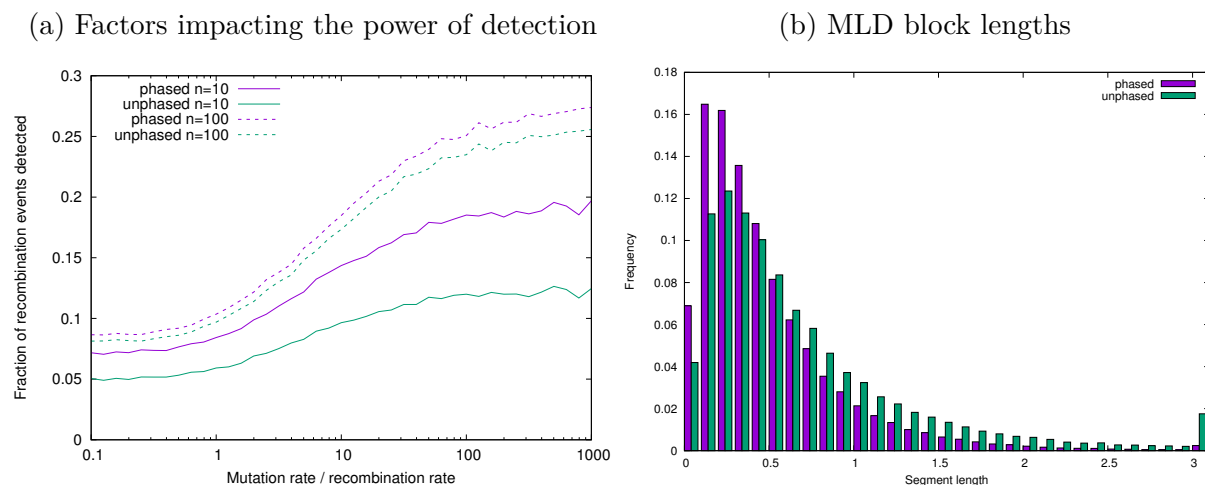 (a) Factors impacting the power of detection
0.3
0.25
0.2
0.15
0.1
0.05
0
phased n=10
unphased n=10
phased n=100
unphased n=100
Fraction of recombination events detected
0.1 1 10 100 1000
Mutation rate / recombination rate
(b) MLD block lengths
0.18
0.16
0.14
0.12
0.1
0.08
0.06
0.04
0.02
0
phased
unphased
Frequency
0 0.5 1 1.5 2 2.5 3
Segment length